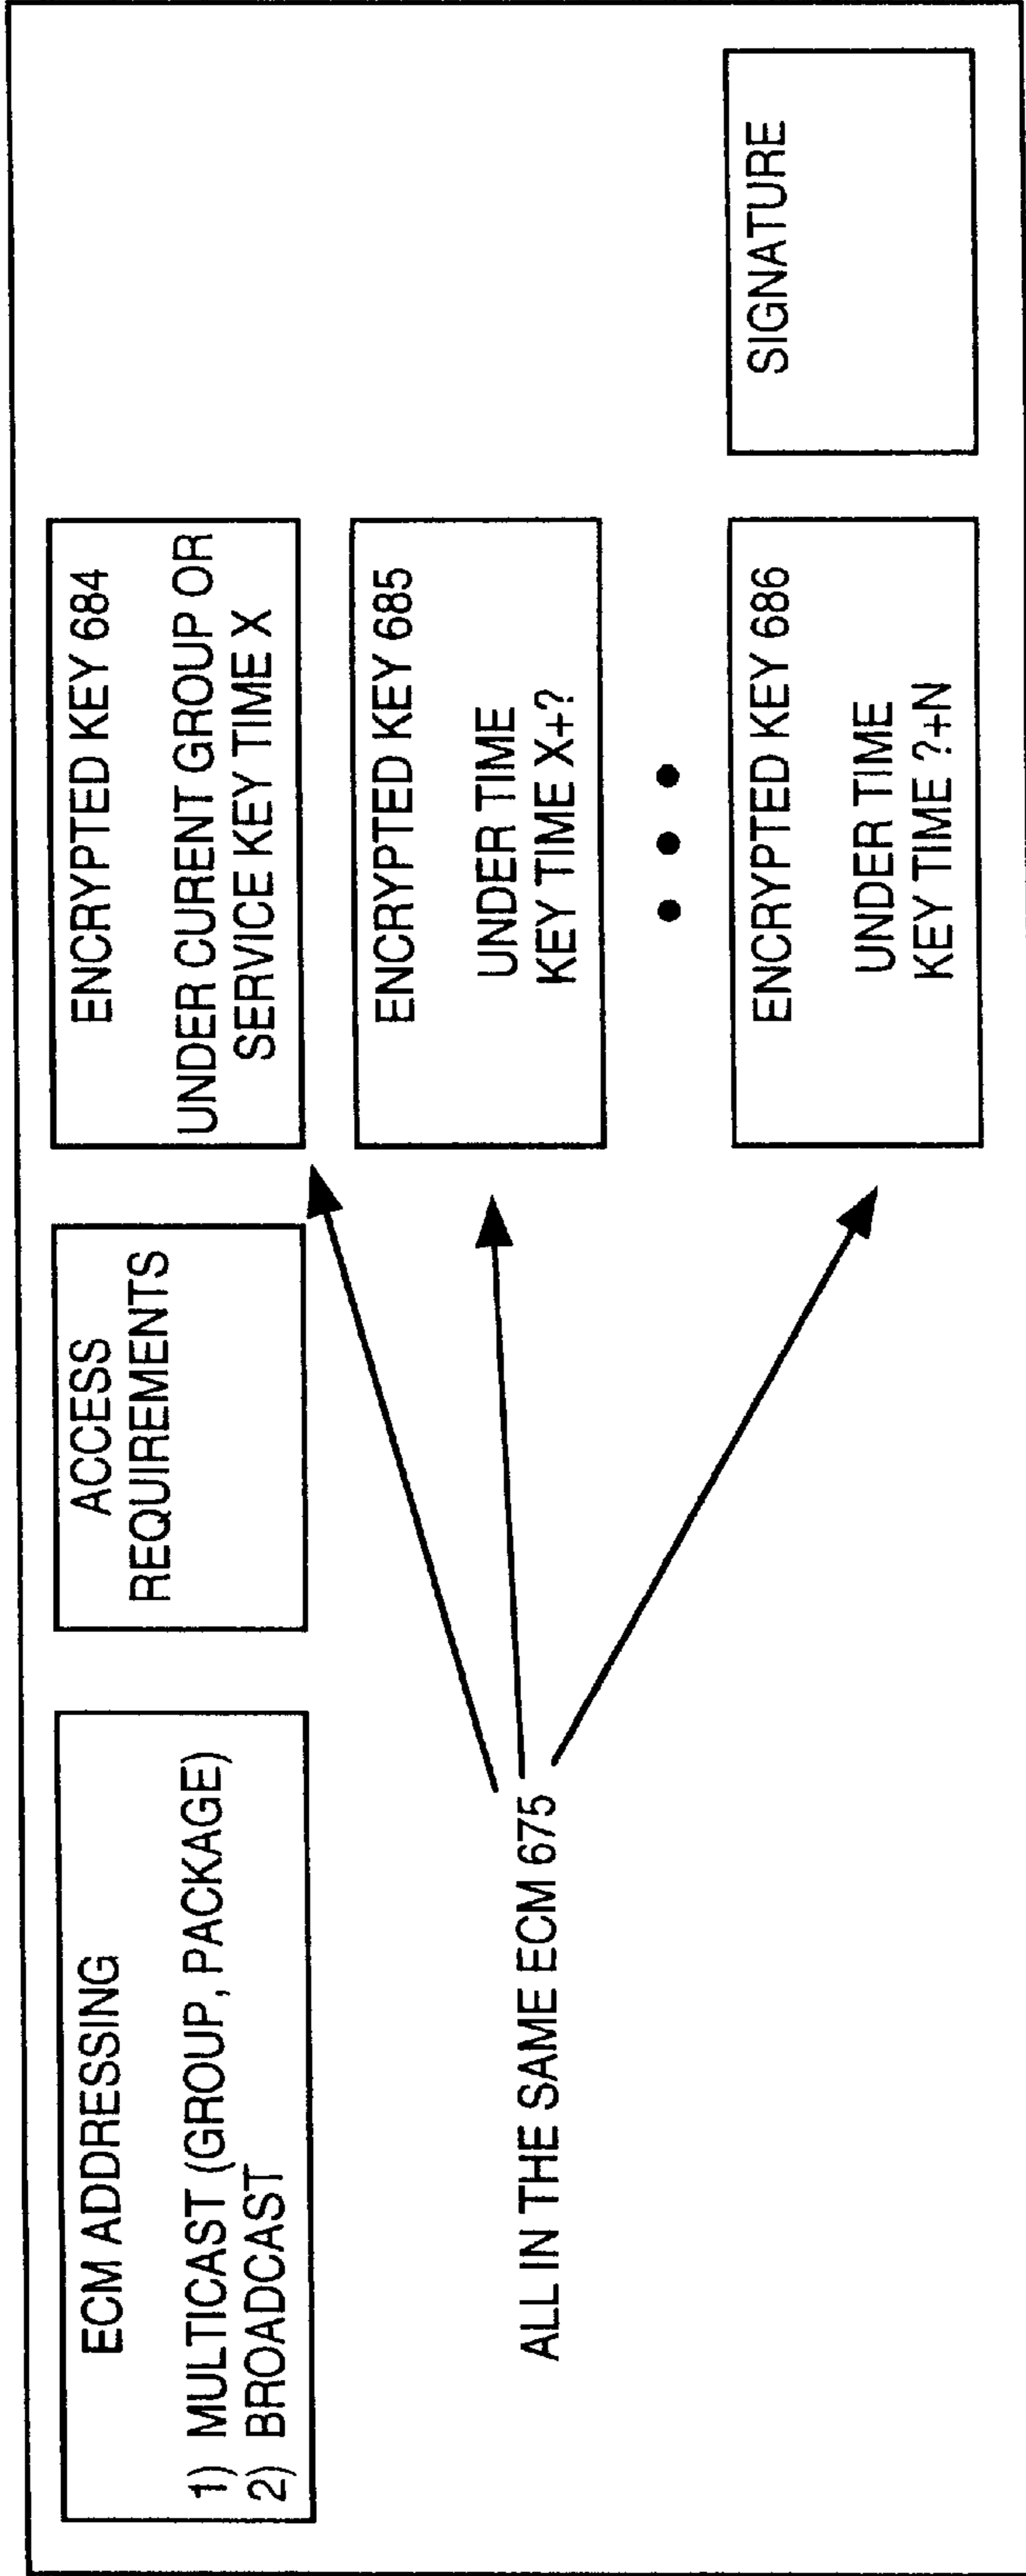 ECM ADDRESSING
1) MULTICAST (GROUP, PACKAGE)
2) BROADCAST
ACCESS
REQUIREMENTS
ENCRYPTED KEY 684
UNDER CURENT GROUP OR
SERVICE KEY TIME X
ALL IN THE SAME ECM 675
ENCRYPTED KEY 685
UNDER TIME
KEY TIME X+?
ENCRYPTED KEY 686
UNDER TIME
KEY TIME ?+N
SIGNATURE